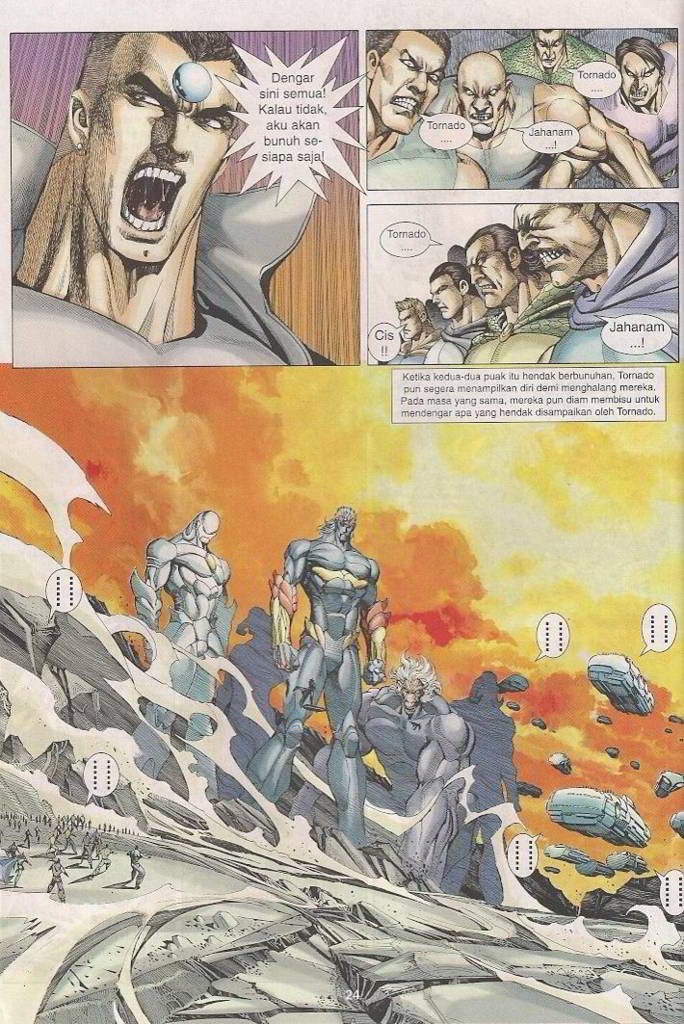 Dengar
sini semua!
Kalau tidak,
aku akan
bunuh se-
siapa saja!
Tornado
....
Tornado
....
Jahanam
...!
Tornado
....
Cis
!!
Jahanam
...!
Ketika kedua-dua puak itu hendak berbunuhan, Tornado
pun segera menampilkan diri demi menghalang mereka.
Pada masa yang sama, mereka pun diam membisu untuk
mendengar apa yang hendak disampaikan oleh Tornado.
24